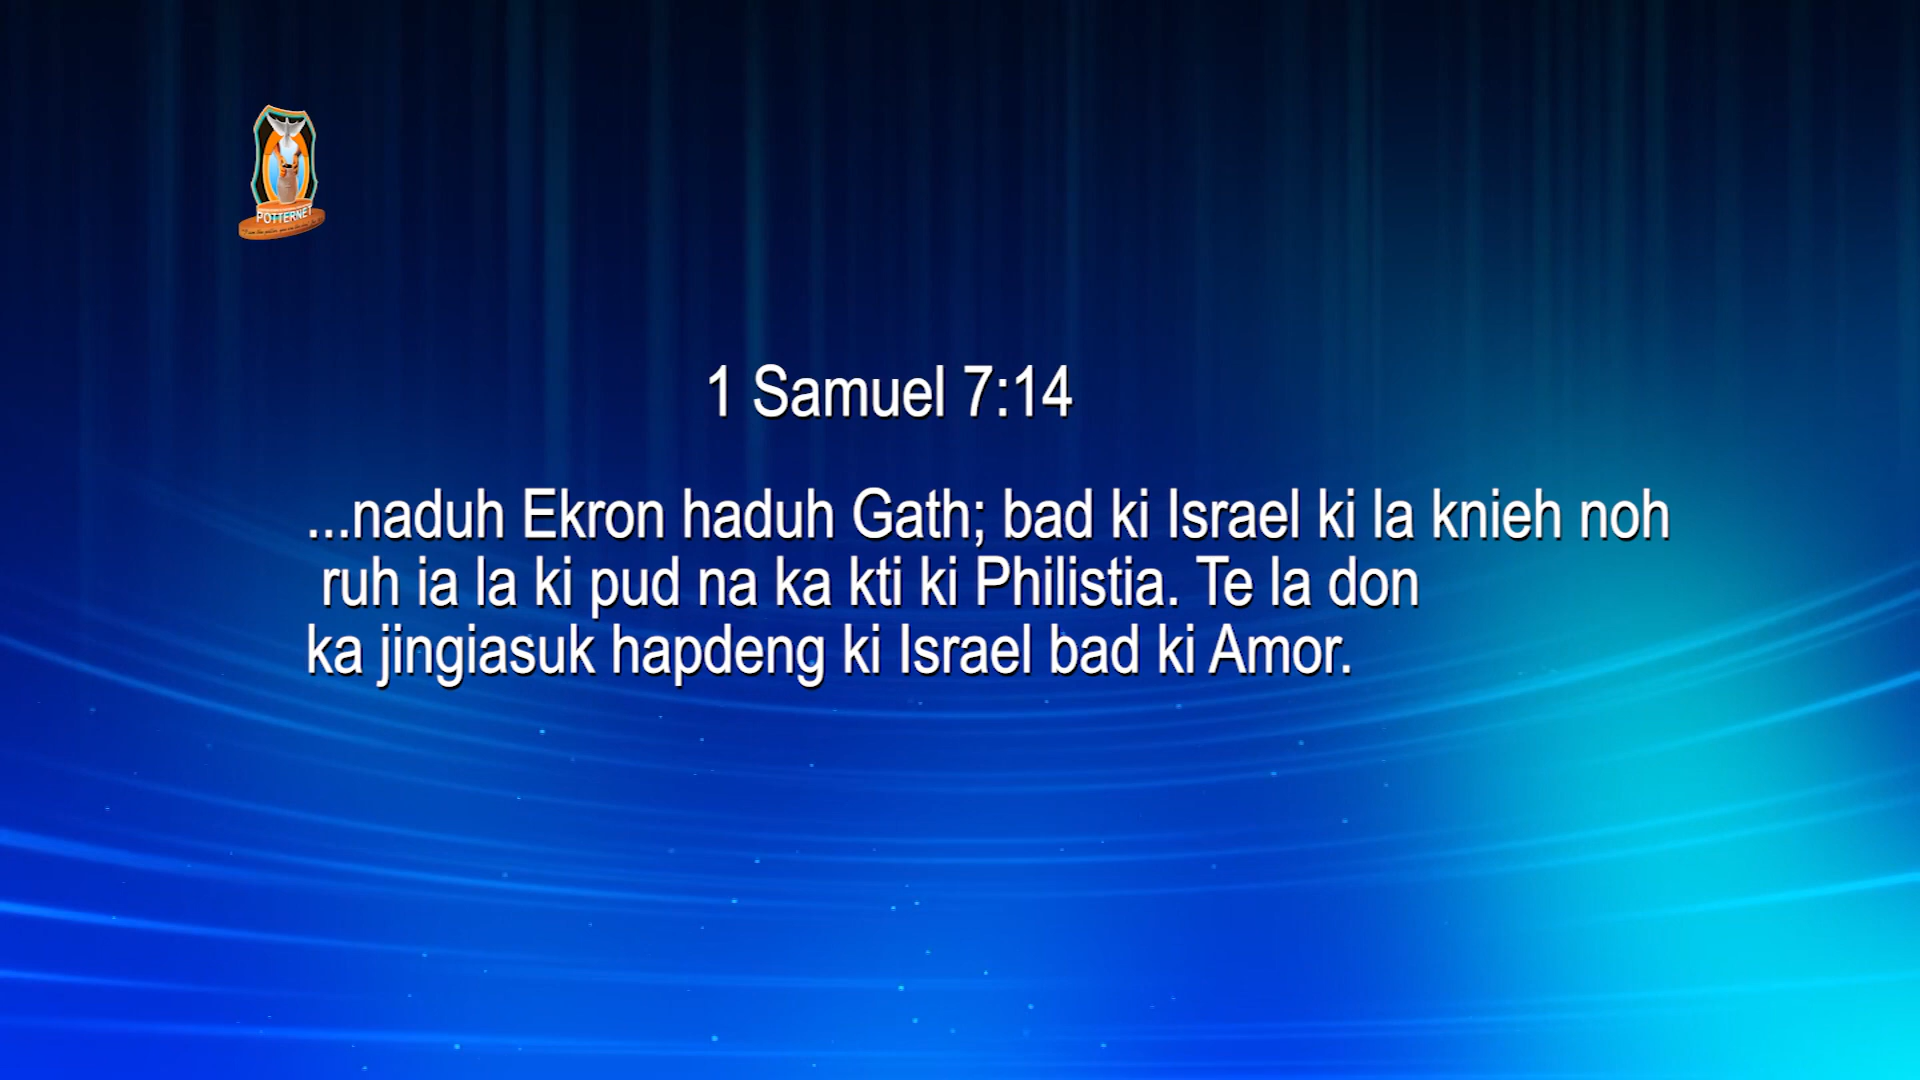 POTTERNET
1 Samuel 7:14
...naduh Ekron haduh Gath; bad ki Israel ki la knieh noh
ruh ia la ki pud na ka kti ki Philistia. Te la don
ka jingiasuk hapdeng ki Israel bad ki Amor.